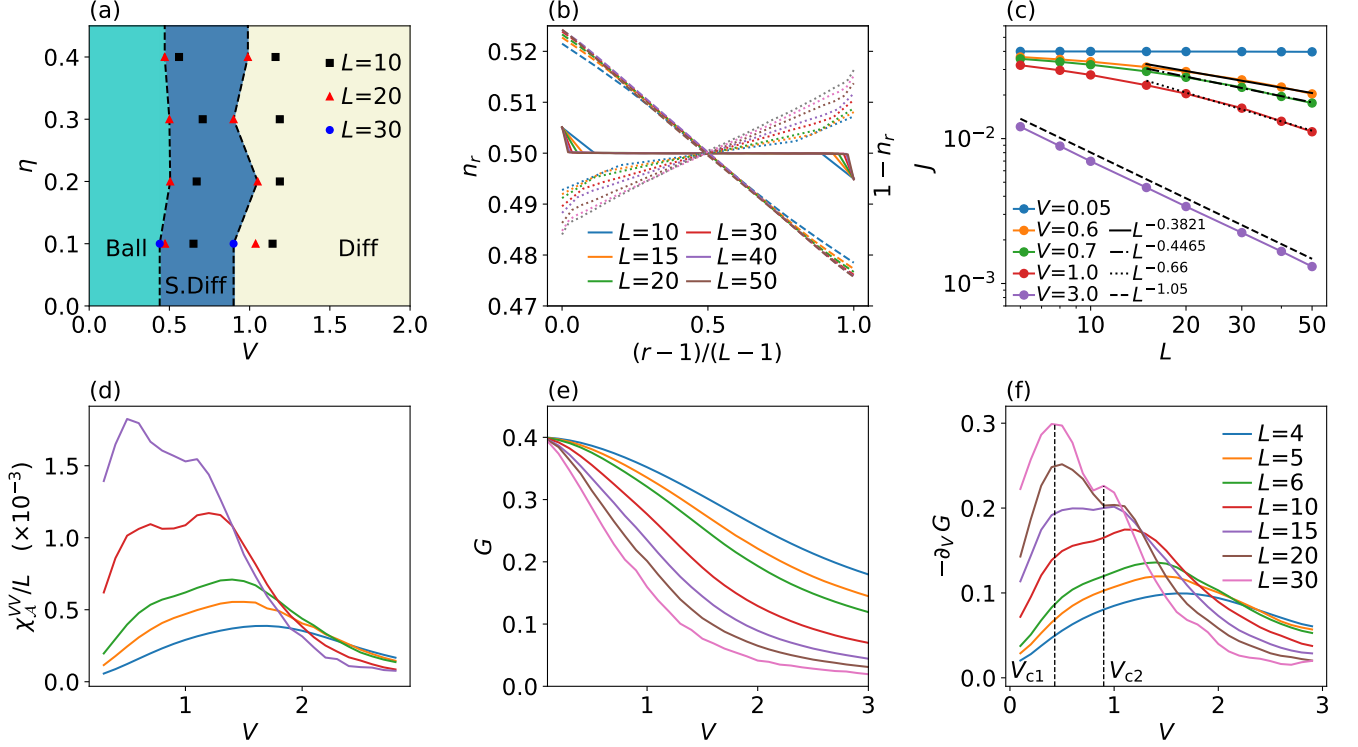 (a)
η
0.4
0.3
0.2
0.1
0.0
L=10
L=20
L=30
Ball
S.Diff
Diff
0.0 0.5 1.0 1.5 2.0
V
(b)
n_r
0.52
0.51
0.50
0.49
0.48
0.47
1 − n_r
L=10 L=30
L=15 L=40
L=20 L=50
0.0 0.5 1.0
(r − 1)/(L − 1)
(c)
J
10^{-2}
10^{-3}
V=0.05
V=0.6 L^{-0.3821}
V=0.7 L^{-0.4465}
V=1.0 L^{-0.66}
V=3.0 L^{-1.05}
10 20 30 50
L
(d)
χ_A^{VV}/L (×10^{-3})
1.5
1.0
0.5
0.0
1 2
V
(e)
G
0.4
0.3
0.2
0.1
0.0
1 2 3
V
(f)
−∂_V G
0.3
0.2
0.1
0.0
L=4
L=5
L=6
L=10
L=15
L=20
L=30
V_{c1} V_{c2}
0 1 2 3
V